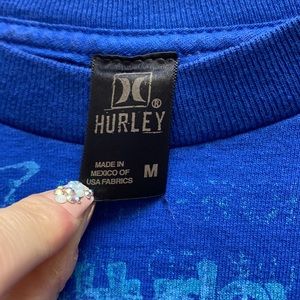 ®
HURLEY
MADE IN
MEXICO OF
USA FABRICS
M